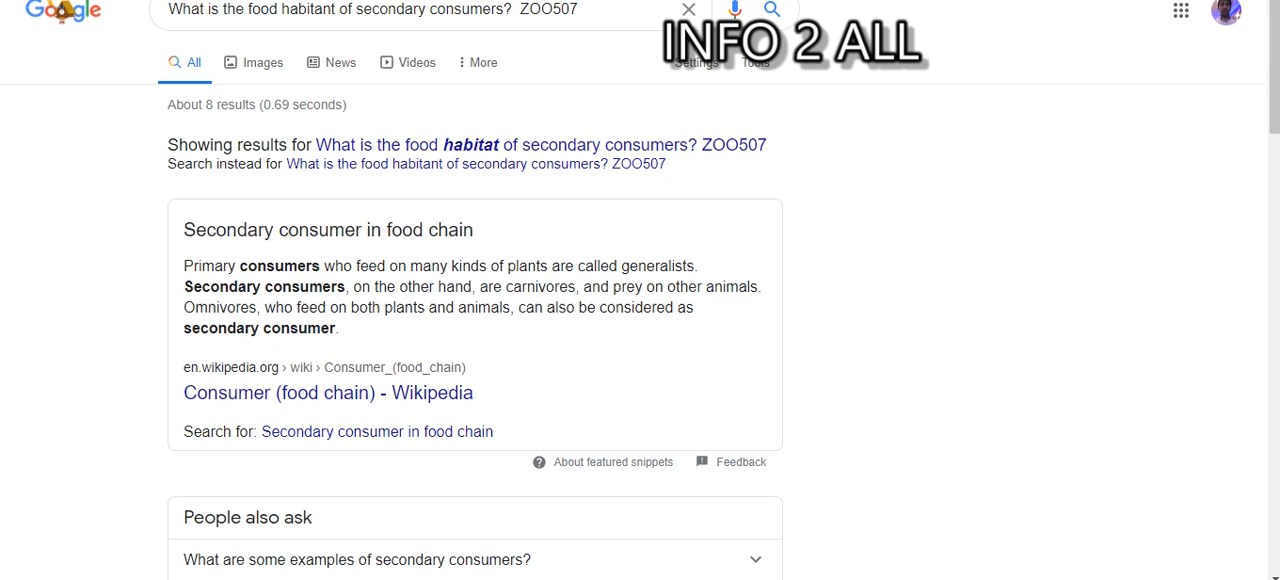 Google
What is the food habitant of secondary consumers? ZOO507
INFO 2 ALL
All Images News Videos More Settings Tools
About 8 results (0.69 seconds)
Showing results for What is the food habitat of secondary consumers? ZOO507
Search instead for What is the food habitant of secondary consumers? ZOO507
Secondary consumer in food chain
Primary consumers who feed on many kinds of plants are called generalists.
Secondary consumers, on the other hand, are carnivores, and prey on other animals.
Omnivores, who feed on both plants and animals, can also be considered as
secondary consumer.
en.wikipedia.org › wiki › Consumer_(food_chain)
Consumer (food chain) - Wikipedia
Search for: Secondary consumer in food chain
About featured snippets Feedback
People also ask
What are some examples of secondary consumers?